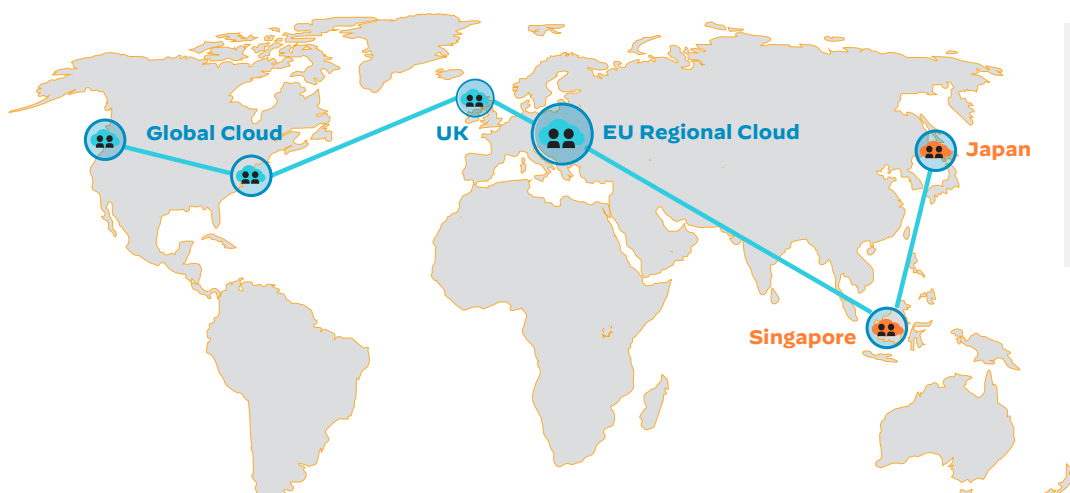 Global Cloud
UK
EU Regional Cloud
Japan
Singapore